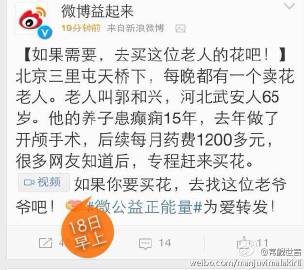 微博益起来
19分钟前 来自新浪微博
【如果需要，去买这位老人的花吧！】
北京三里屯天桥下，每晚都有一个卖花
老人。老人叫郭和兴，河北武安人65
岁。他的养子患癫痫15年，去年做了
开颅手术，后续每月药费1200多元，
很多网友知道后，专程赶来买花。
视频 如果你要买花，去找这位老爷
爷吧！#微公益正能量#为爱转发！
18日
早上
4 14 11
weibo.com/manjuvimalakirti